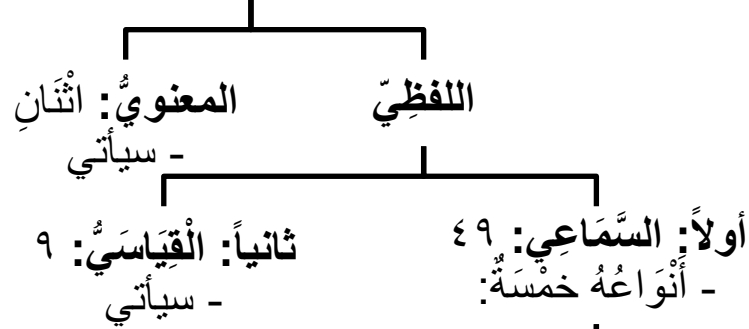 اللفظِيّ
المعنويُّ: اثْنَانِ
- سيأتي
أولاً: السَّمَاعِي: ٤٩
- أَنْوَاعُهُ خمْسَةٌ:
ثانياً: الْقِيَاسَيُّ: ٩
- سيأتي